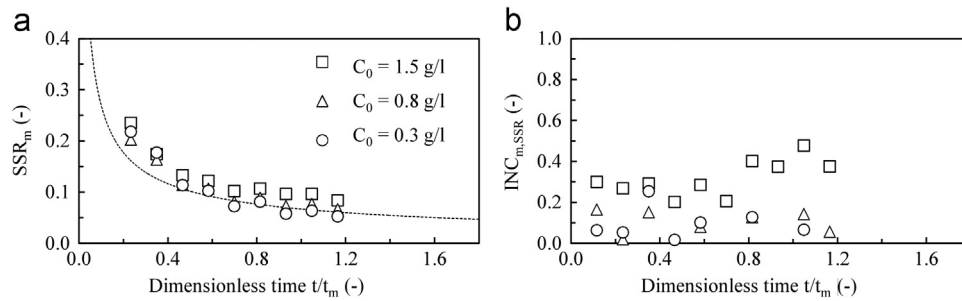 a
SSRm (-)
0.4
0.3
0.2
0.1
0.0
C0 = 1.5 g/l
C0 = 0.8 g/l
C0 = 0.3 g/l
0.0 0.4 0.8 1.2 1.6
Dimensionless time t/tm (-)
b
INCm,SSR (-)
1.0
0.8
0.6
0.4
0.2
0.0
0.0 0.4 0.8 1.2 1.6
Dimensionless time t/tm (-)